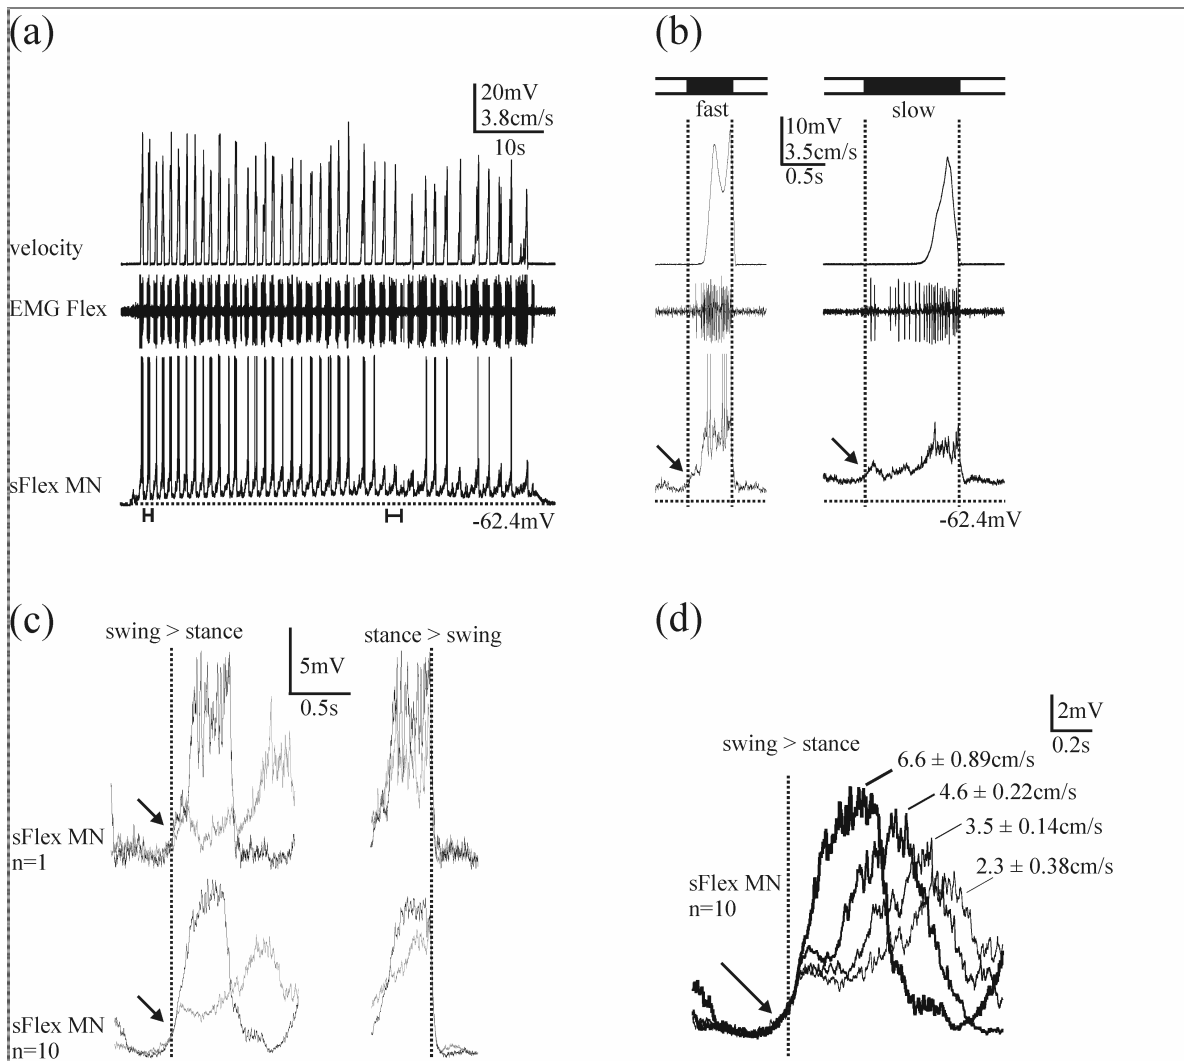 (a)
20mV
3.8cm/s
10s
velocity
EMG Flex
sFlex MN
-62.4mV
(b)
fast
slow
10mV
3.5cm/s
0.5s
-62.4mV
(c)
swing > stance
stance > swing
5mV
0.5s
sFlex MN
n=1
sFlex MN
n=10
(d)
2mV
0.2s
swing > stance
6.6 ± 0.89cm/s
4.6 ± 0.22cm/s
3.5 ± 0.14cm/s
2.3 ± 0.38cm/s
sFlex MN
n=10